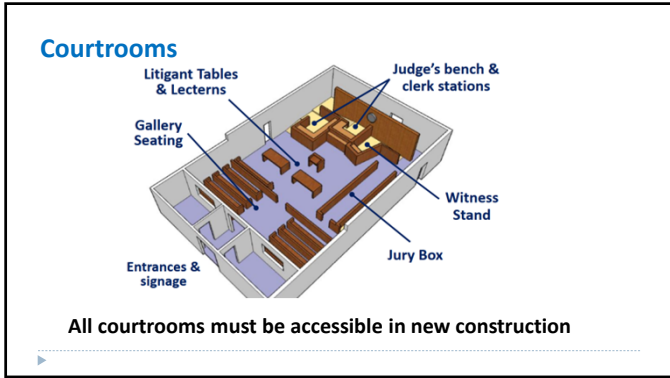 Courtrooms
Litigant Tables
& Lecterns
Judge's bench &
clerk stations
Gallery
Seating
Witness
Stand
Jury Box
Entrances &
signage
All courtrooms must be accessible in new construction